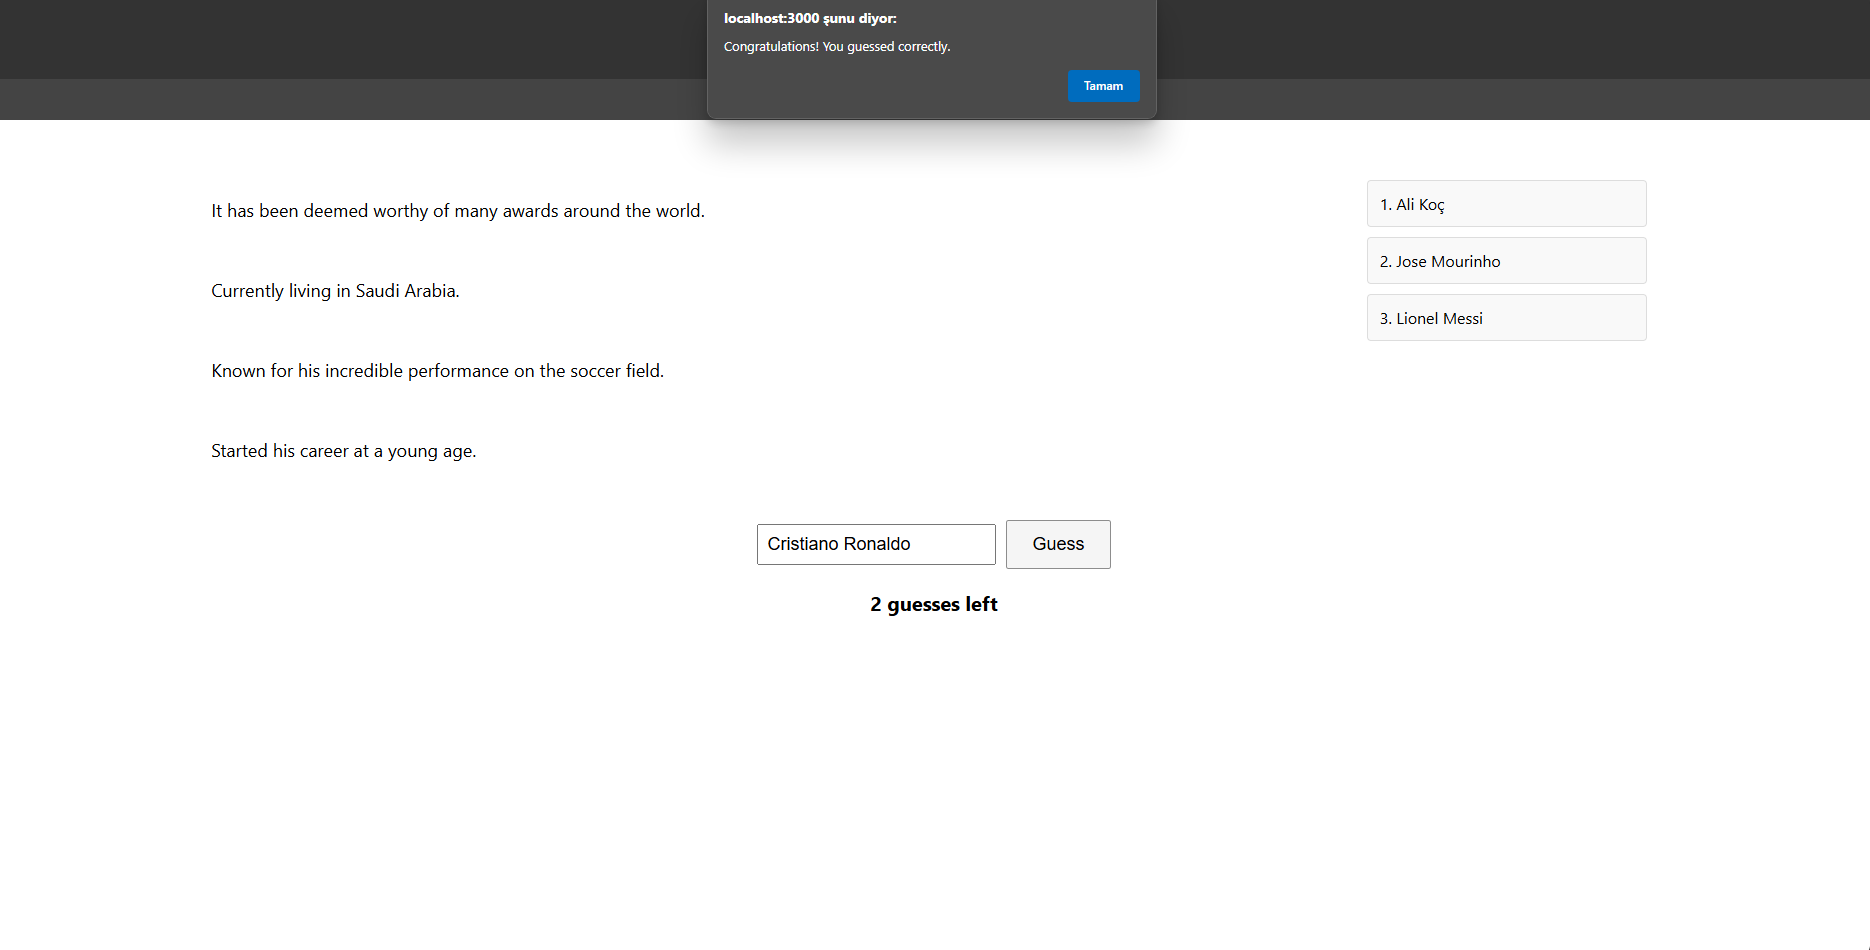 localhost:3000 şunu diyor:
Congratulations! You guessed correctly.
Tamam
It has been deemed worthy of many awards around the world.
Currently living in Saudi Arabia.
Known for his incredible performance on the soccer field.
Started his career at a young age.
1. Ali Koç
2. Jose Mourinho
3. Lionel Messi
Cristiano Ronaldo
Guess
2 guesses left